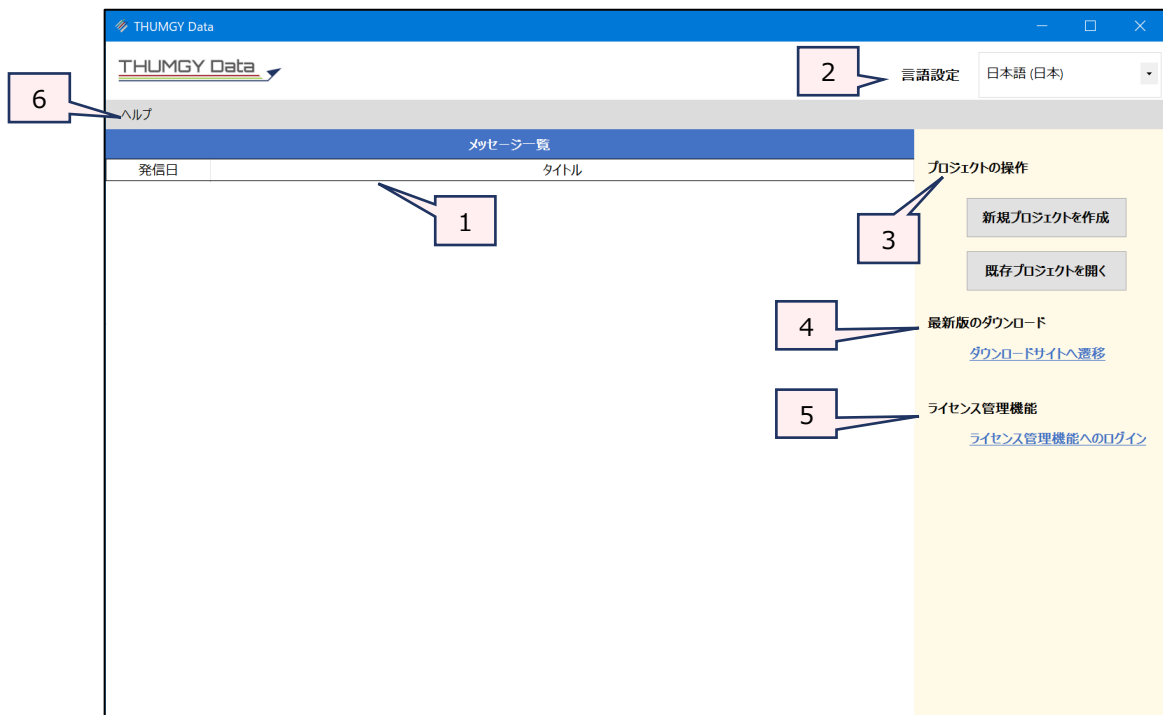 THUMGY Data
THUMGY Data
2
言語設定
日本語 (日本)
6
ヘルプ
メッセージ一覧
発信日
タイトル
1
プロジェクトの操作
3
新規プロジェクトを作成
既存プロジェクトを開く
4
最新版のダウンロード
ダウンロードサイトへ遷移
5
ライセンス管理機能
ライセンス管理機能へのログイン